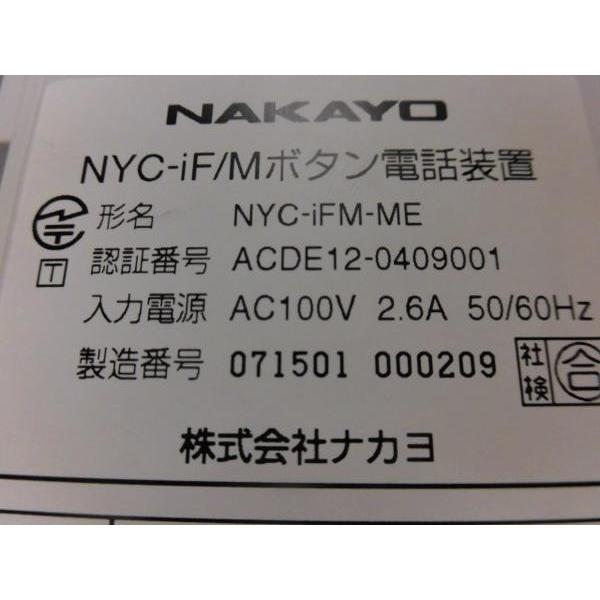 NAKAYO
NYC-iF/Mボタン電話装置
形名 NYC-iFM-ME
T 認証番号 ACDE12-0409001
入力電源 AC100V 2.6A 50/60Hz
製造番号 071501 000209 社検 合
株式会社ナカヨ